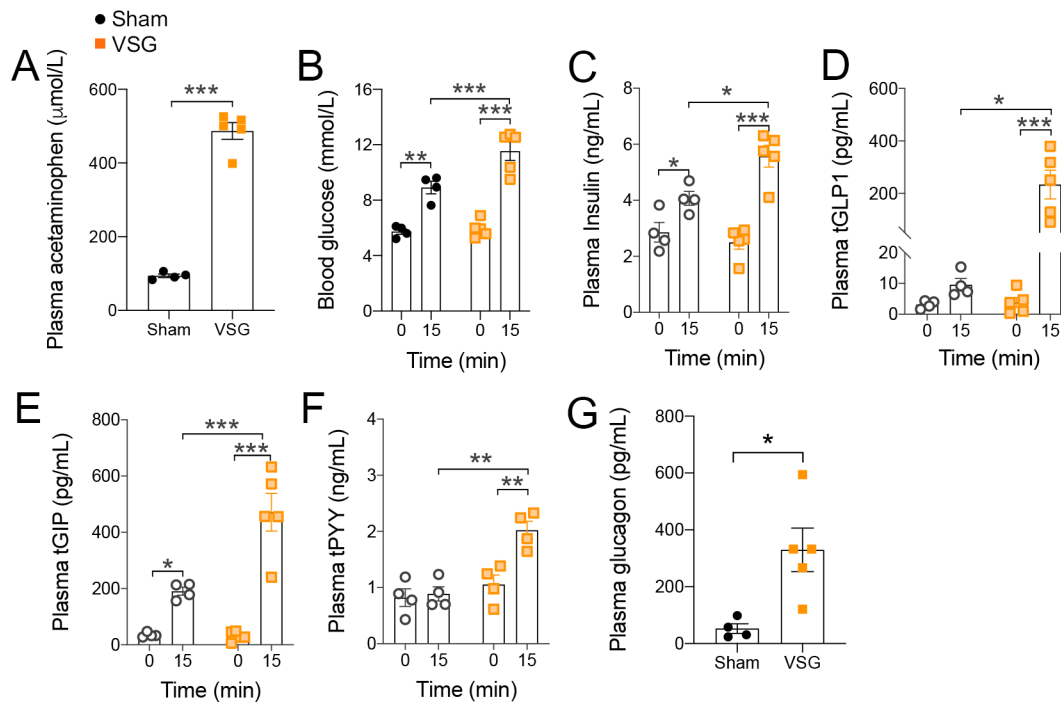 Sham
VSG
A
Plasma acetaminophen (μmol/L)
600
400
200
0
***
Sham VSG
B
Blood glucose (mmol/L)
16
12
8
4
0
***
***
**
0 15 0 15
Time (min)
C
Plasma Insulin (ng/mL)
8
6
4
2
0
*
***
*
0 15 0 15
Time (min)
D
Plasma tGLP1 (pg/mL)
600
400
200
20
10
0
*
***
0 15 0 15
Time (min)
E
Plasma tGIP (pg/mL)
800
600
400
200
0
***
***
*
0 15 0 15
Time (min)
F
Plasma tPYY (ng/mL)
4
3
2
1
0
**
**
0 15 0 15
Time (min)
G
Plasma glucagon (pg/mL)
800
600
400
200
0
*
Sham VSG